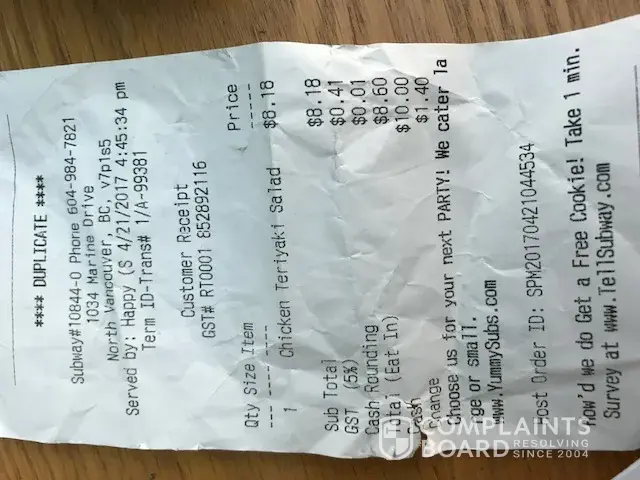 **** DUPLICATE ****
Subway#10844-0 Phone 604-984-7821
1034 Marine Drive
North Vancouver, BC, v7p1s5
Served by: Happy (S 4/21/2017 4:45:34 pm
Term ID-Trans# 1/A-99381
Customer Receipt
GST# RT0001 852892116
Qty Size Item Price
--- ---- ---- -----
1 Chicken Teriyaki Salad $8.18
Sub Total $8.18
GST (5%) $0.41
Cash Rounding $0.01
Total (Eat In) $8.60
Cash $10.00
Change $1.40
Choose us for your next PARTY! We cater la
rge or small.
www.YummySubs.com
Host Order ID: SPM20170421044534
How'd we do Get a Free Cookie! Take 1 min.
Survey at www.TellSubway.com
COMPLAINTS
BOARD RESOLVING
SINCE 2004